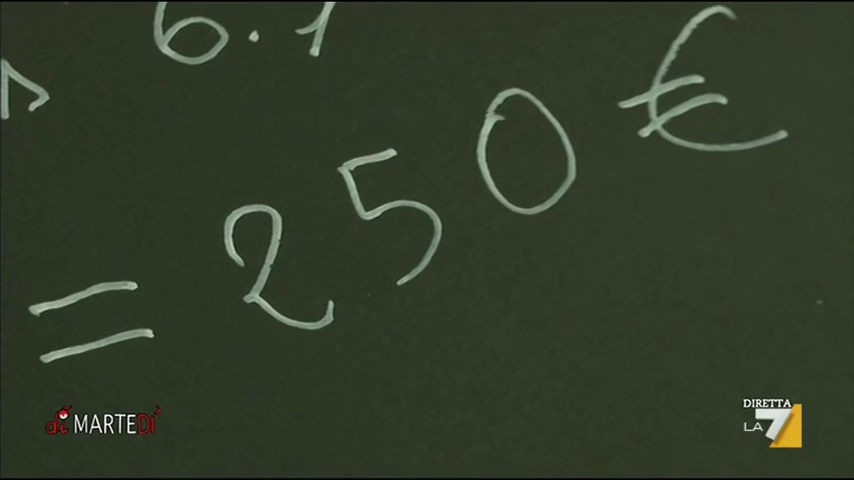 6.1
= 250 €
diMARTEDÌ
DIRETTA
LA 7